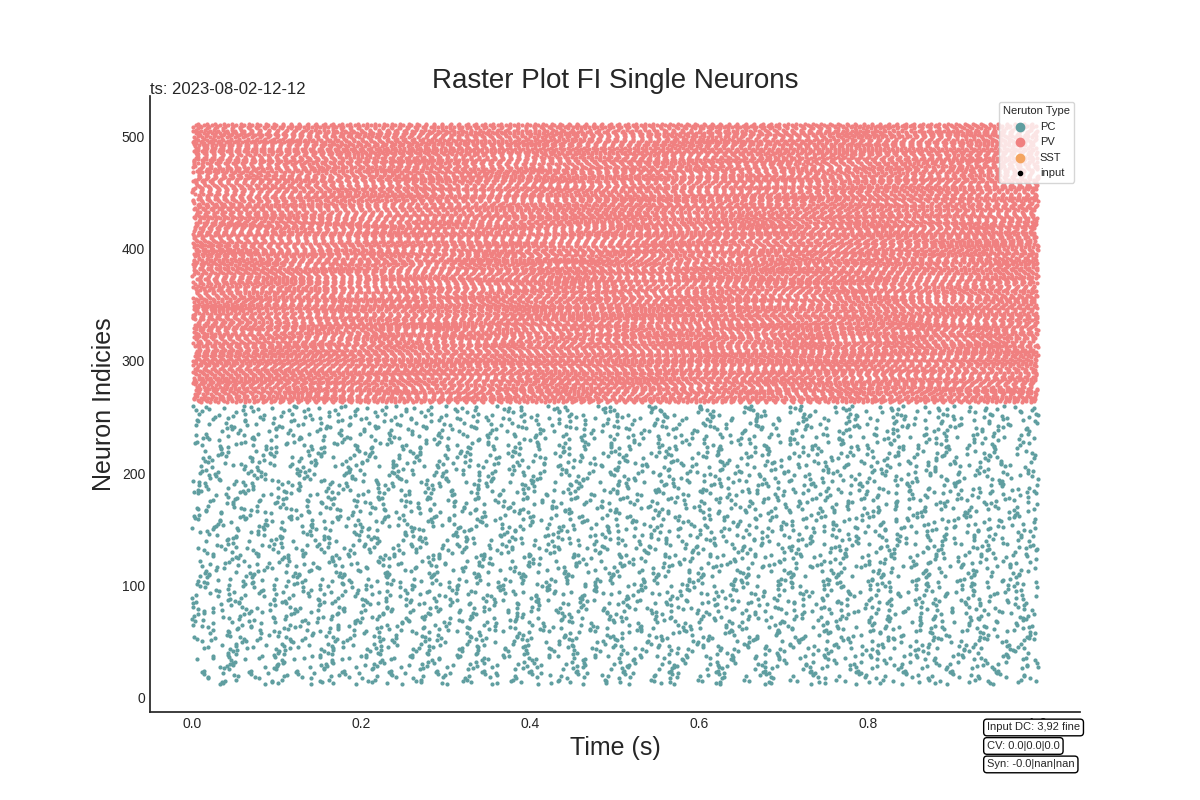 Raster Plot FI Single Neurons
ts: 2023-08-02-12-12
Neruton Type
PC
PV
SST
input
500
400
300
200
100
0
Neuron Indicies
0.0
0.2
0.4
0.6
0.8
Time (s)
Input DC: 3,92 fine
CV: 0.0|0.0|0.0
Syn: -0.0|nan|nan